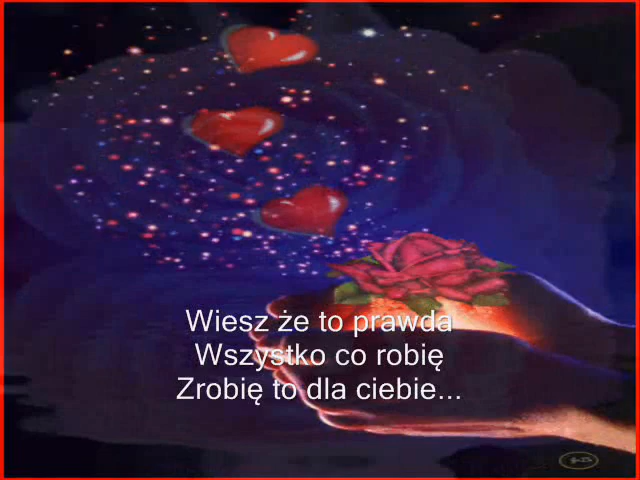 Wiesz że to prawda
Wszystko co robię
Zrobię to dla ciebie...